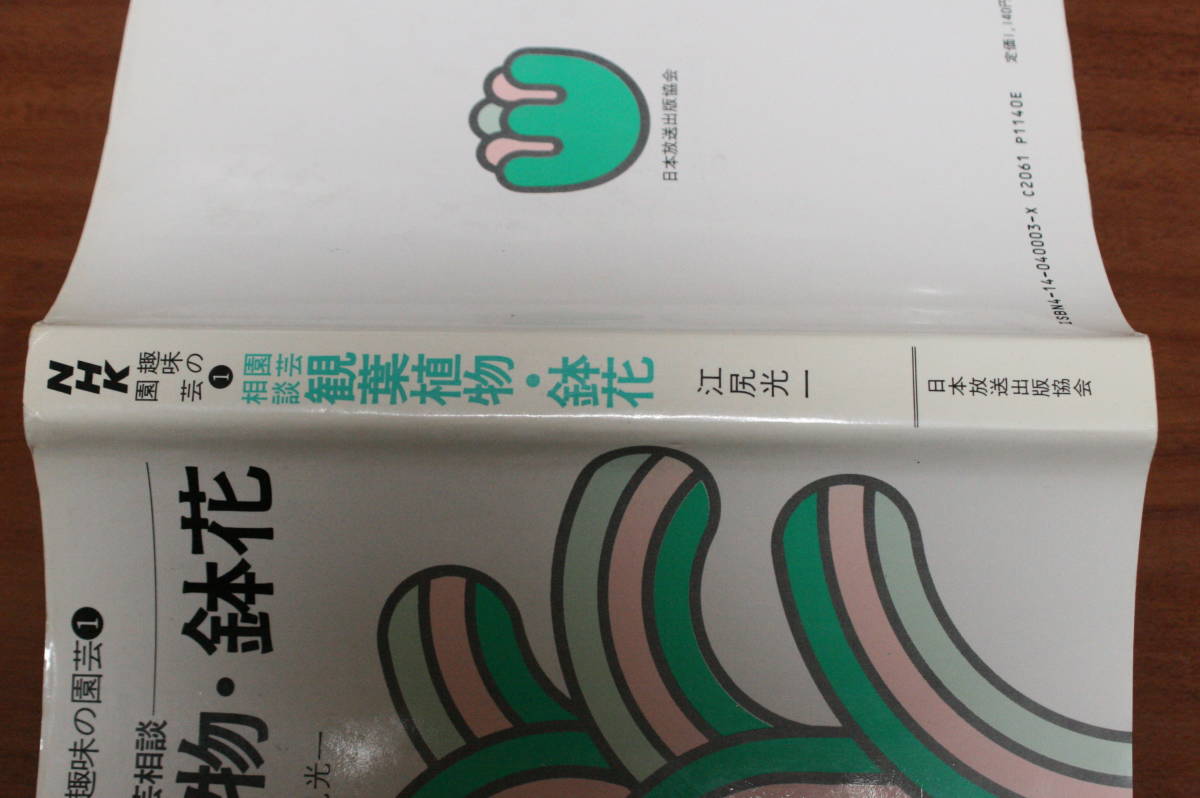 日本放送出版協会
定価1,140円
ISBN4-14-040003-X C2061 P1140E
NHK
趣味の園芸
1
園芸相談
観葉植物・鉢花
江尻光一
日本放送出版協会
趣味の園芸1
芸相談
物・鉢花
光一